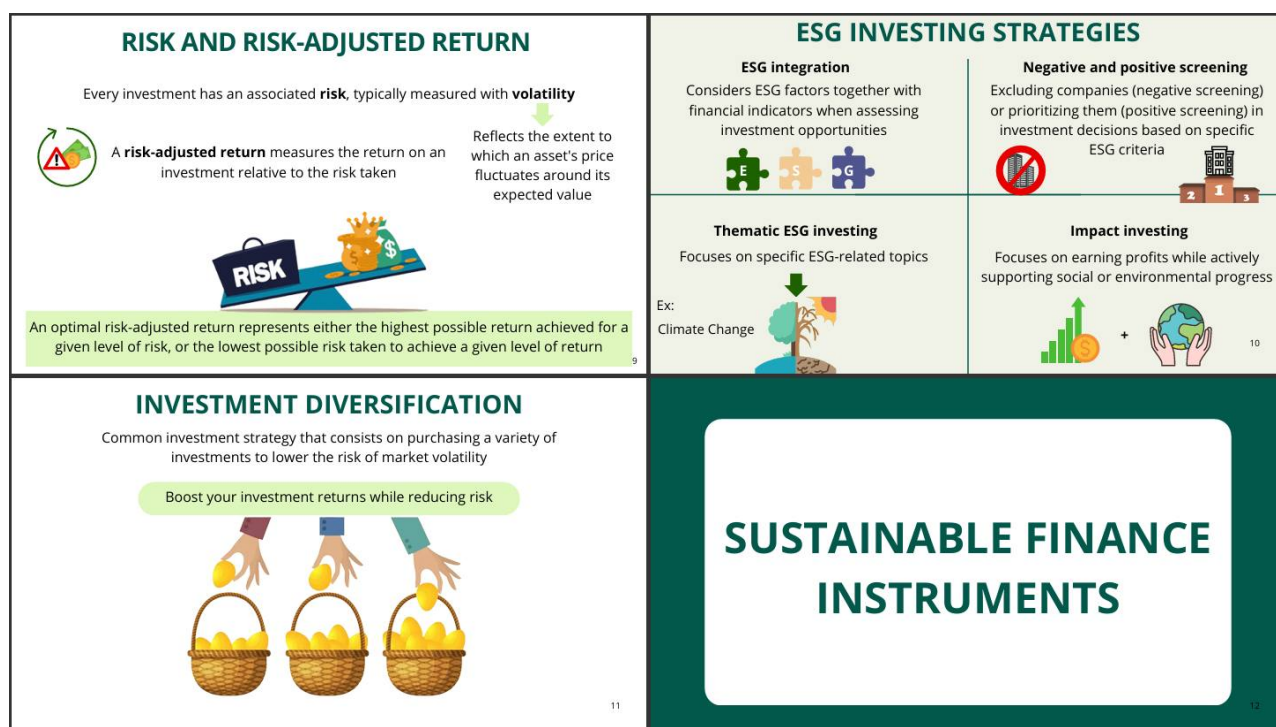 RISK AND RISK-ADJUSTED RETURN
Every investment has an associated risk, typically measured with volatility
A risk-adjusted return measures the return on an
investment relative to the risk taken
Reflects the extent to
which an asset's price
fluctuates around its
expected value
RISK
$
$
An optimal risk-adjusted return represents either the highest possible return achieved for a
given level of risk, or the lowest possible risk taken to achieve a given level of return
9
ESG INVESTING STRATEGIES
ESG integration
Considers ESG factors together with
financial indicators when assessing
investment opportunities
E S G
Negative and positive screening
Excluding companies (negative screening)
or prioritizing them (positive screening) in
investment decisions based on specific
ESG criteria
2 1 3
Thematic ESG investing
Focuses on specific ESG-related topics
Ex:
Climate Change
Impact investing
Focuses on earning profits while actively
supporting social or environmental progress
$ +
10
INVESTMENT DIVERSIFICATION
Common investment strategy that consists on purchasing a variety of
investments to lower the risk of market volatility
Boost your investment returns while reducing risk
11
SUSTAINABLE FINANCE
INSTRUMENTS
12